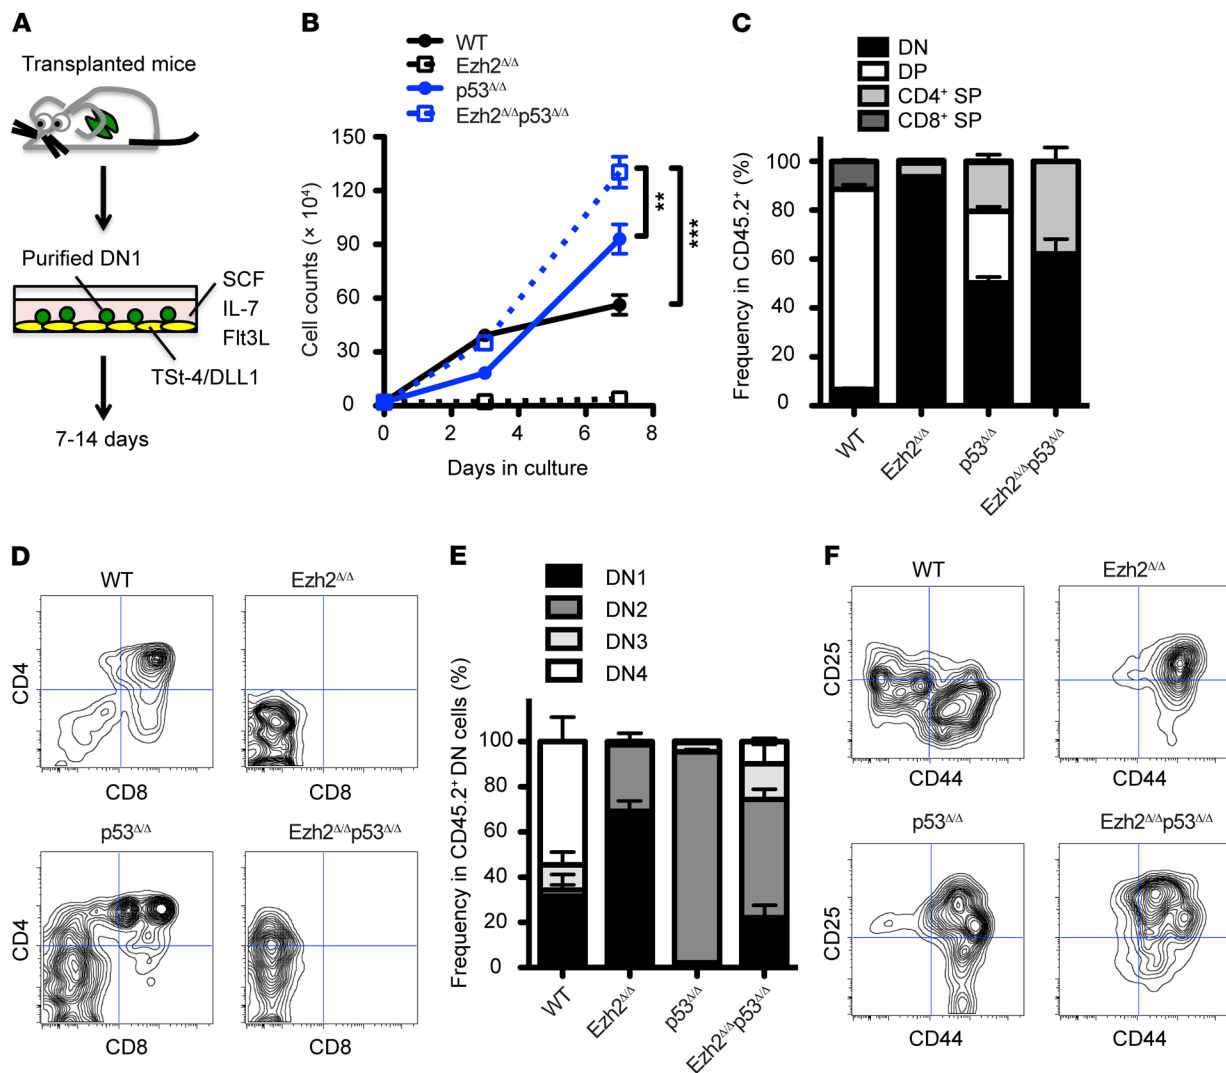 A
Transplanted mice
Purified DN1
SCF
IL-7
Flt3L
TSt-4/DLL1
7-14 days
B
WT
Ezh2Δ/Δ
p53Δ/Δ
Ezh2Δ/Δp53Δ/Δ
Cell counts (× 10⁴)
150
120
90
60
30
0
**
***
0 2 4 6 8
Days in culture
C
DN
DP
CD4⁺ SP
CD8⁺ SP
Frequency in CD45.2⁺ (%)
100
80
60
40
20
0
WT
Ezh2Δ/Δ
p53Δ/Δ
Ezh2Δ/Δp53Δ/Δ
D
WT
Ezh2Δ/Δ
CD4
CD8
CD8
p53Δ/Δ
Ezh2Δ/Δp53Δ/Δ
CD4
CD8
CD8
E
DN1
DN2
DN3
DN4
Frequency in CD45.2⁺ DN cells (%)
100
80
60
40
20
0
WT
Ezh2Δ/Δ
p53Δ/Δ
Ezh2Δ/Δp53Δ/Δ
F
WT
Ezh2Δ/Δ
CD25
CD44
CD44
p53Δ/Δ
Ezh2Δ/Δp53Δ/Δ
CD25
CD44
CD44